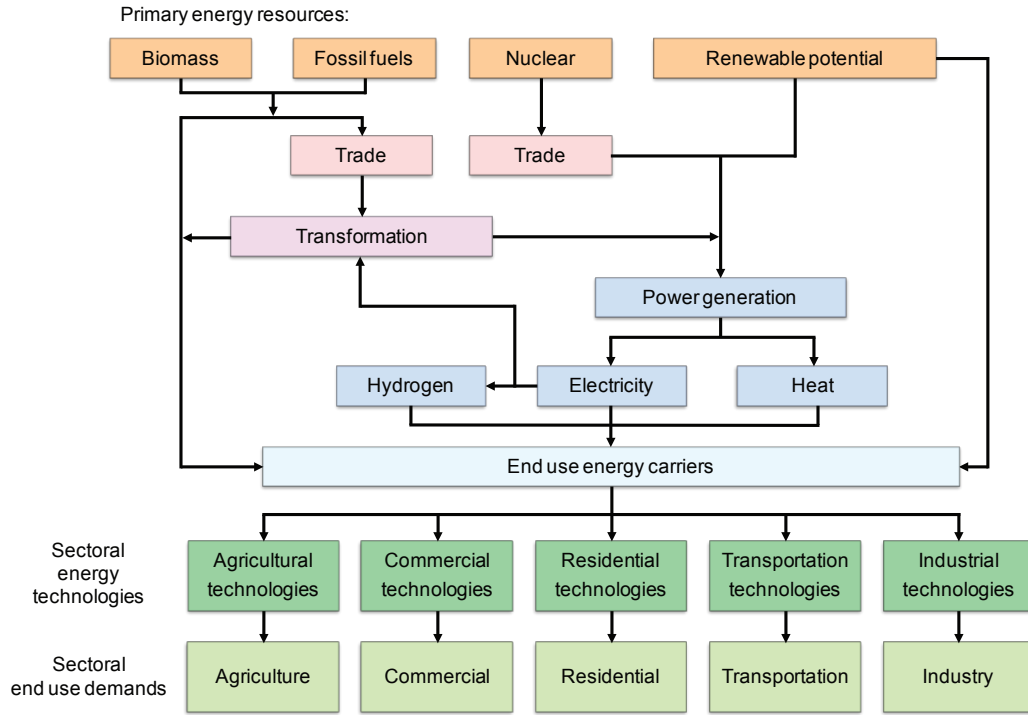 Primary energy resources:
Biomass
Fossil fuels
Nuclear
Renewable potential
Trade
Trade
Transformation
Power generation
Hydrogen
Electricity
Heat
End use energy carriers
Sectoral
energy
technologies
Agricultural
technologies
Commercial
technologies
Residential
technologies
Transportation
technologies
Industrial
technologies
Sectoral
end use demands
Agriculture
Commercial
Residential
Transportation
Industry